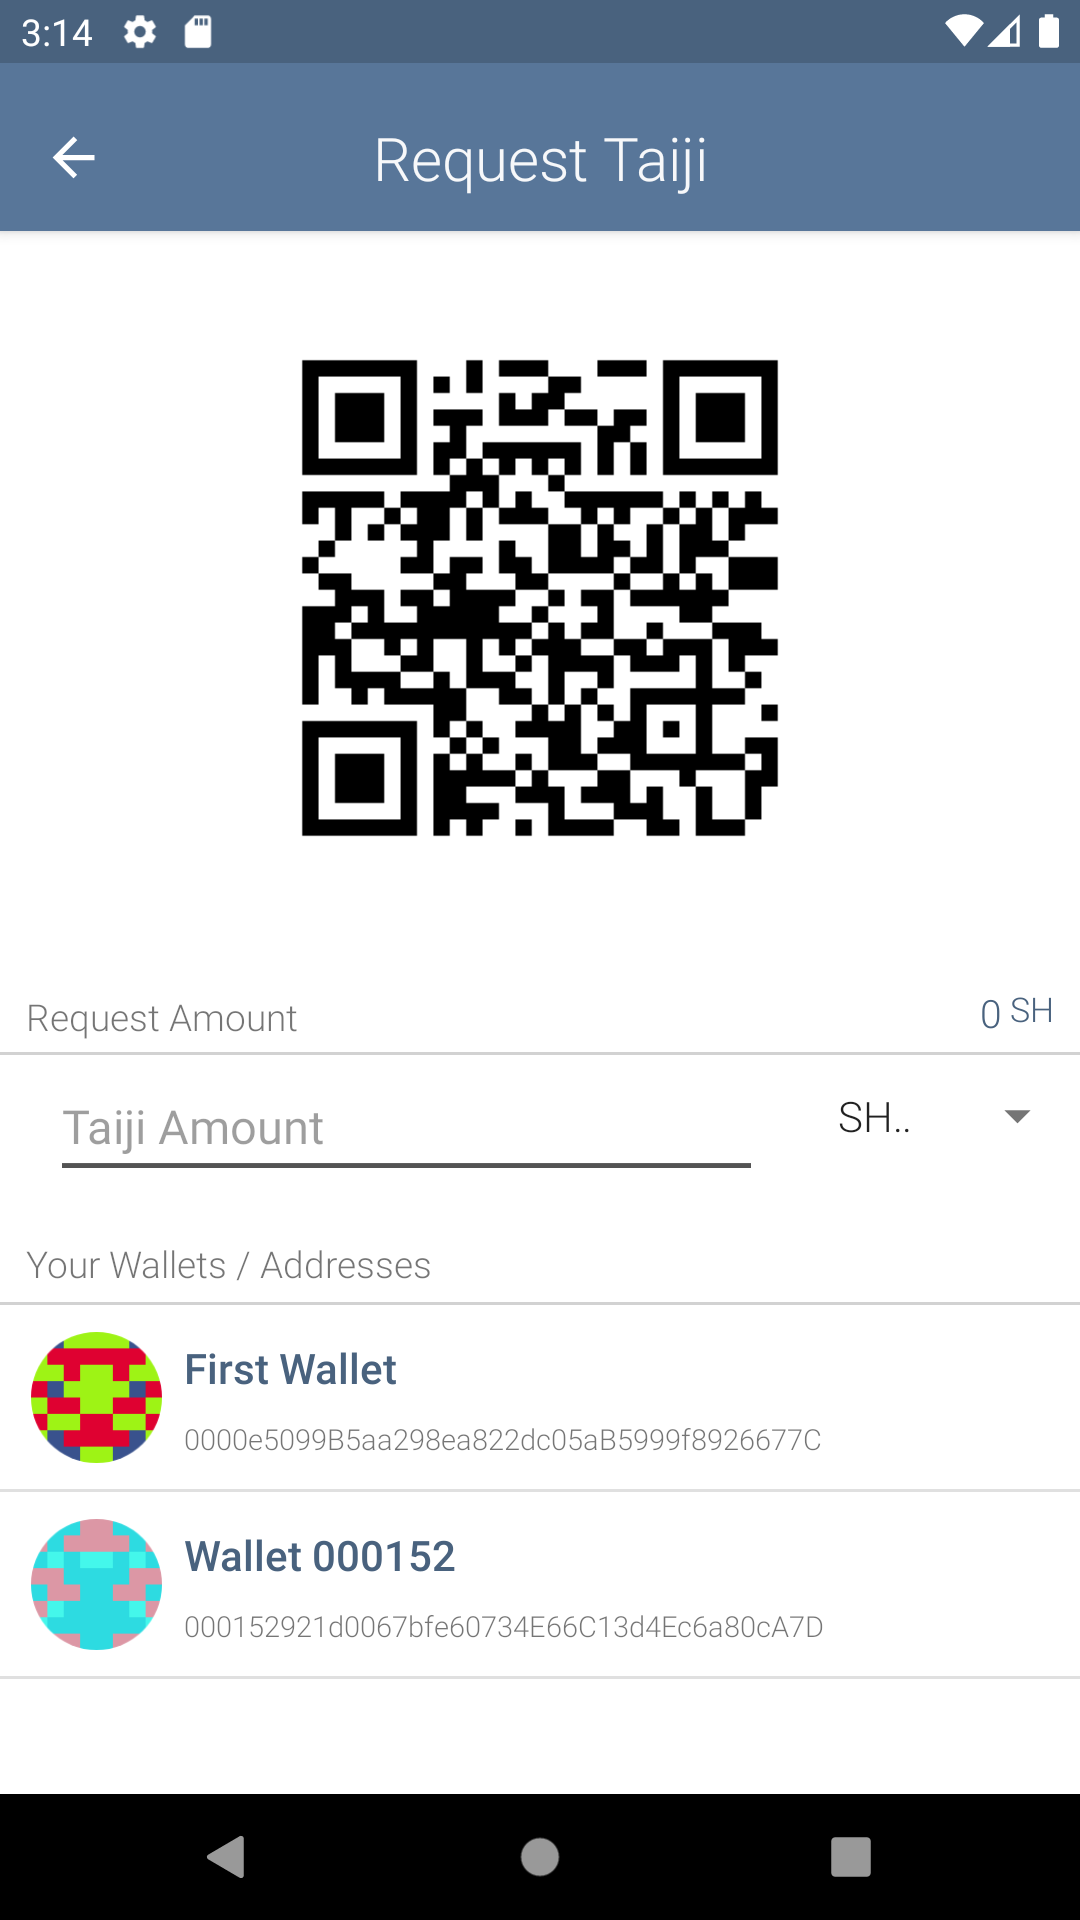 3:14
Request Taiji
Request Amount
0 SH
Taiji Amount
SH..
Your Wallets / Addresses
First Wallet
0000e5099B5aa298ea822dc05aB5999f8926677C
Wallet 000152
000152921d0067bfe60734E66C13d4Ec6a80cA7D